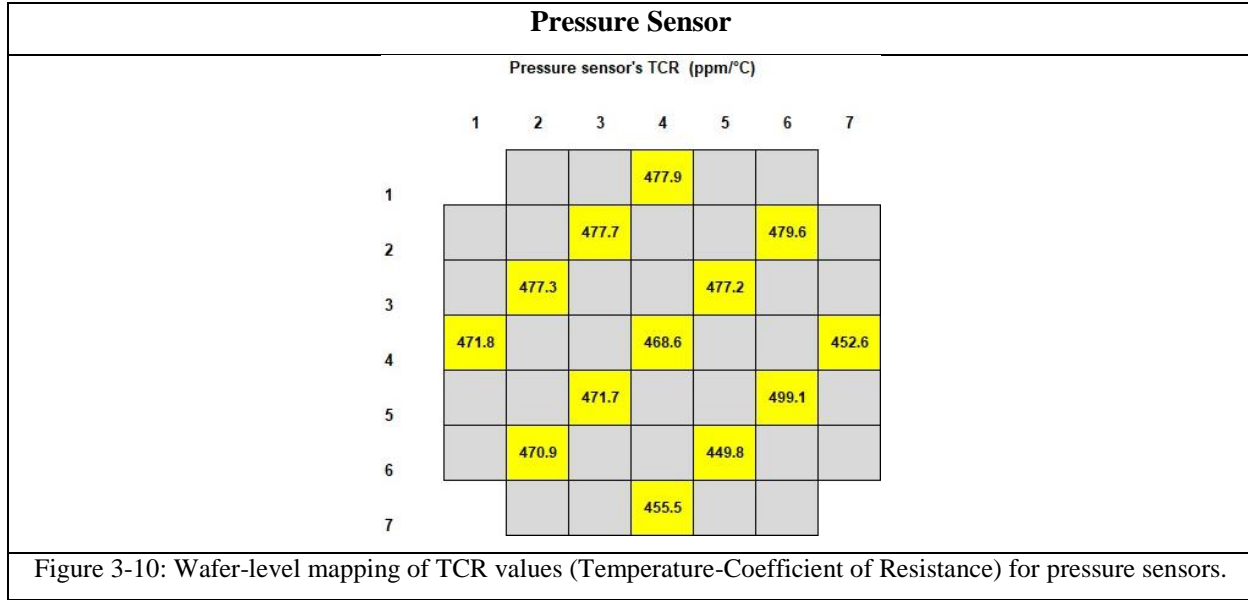 Pressure Sensor
Pressure sensor's TCR (ppm/°C)
1 2 3 4 5 6 7
477.9
1
477.7 479.6
2
477.3 477.2
3
471.8 468.6 452.6
4
471.7 499.1
5
470.9 449.8
6
455.5
7
Figure 3-10: Wafer-level mapping of TCR values (Temperature-Coefficient of Resistance) for pressure sensors.